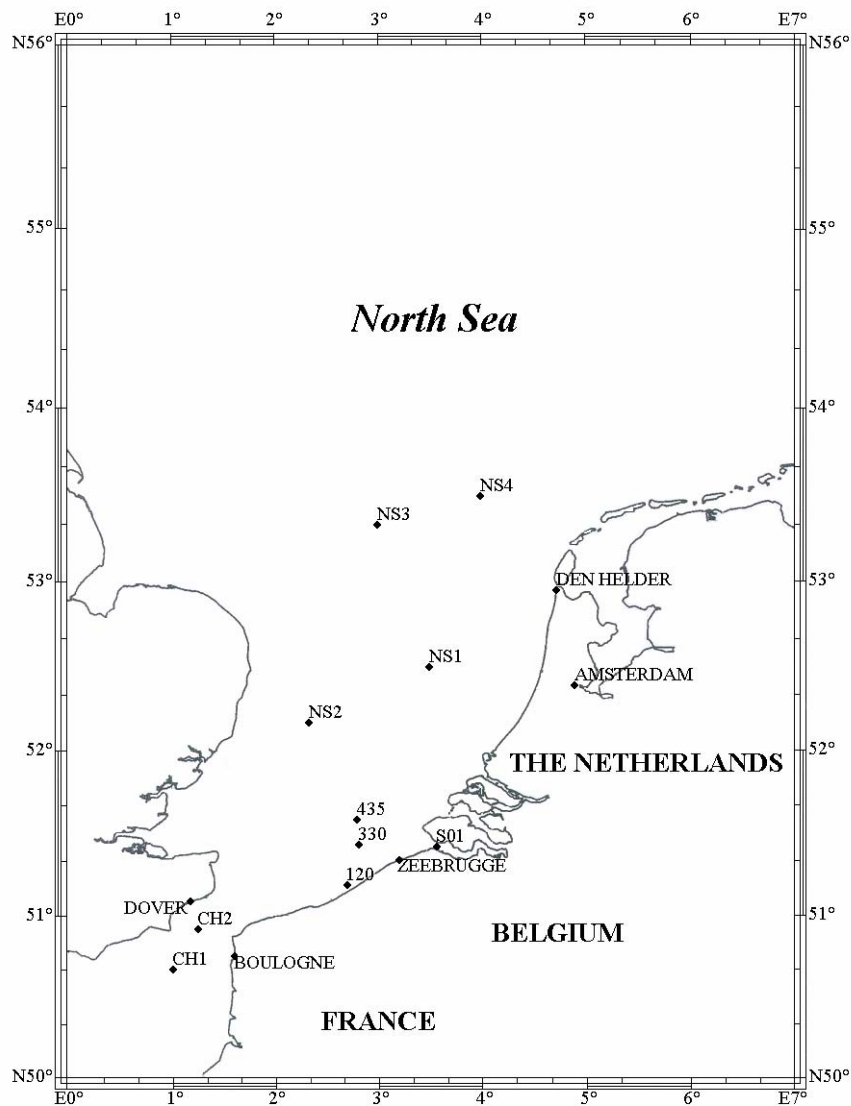 E0° 1° 2° 3° 4° 5° 6° E7°
N56° N56°
55° 55°
North Sea
54° 54°
NS4
NS3
53° 53°
DEN HELDER
NS1
AMSTERDAM
NS2
52° 52°
THE NETHERLANDS
435
330
S01
ZEEBRUGGE
120
DOVER
51° 51°
CH2
BELGIUM
CH1
BOULOGNE
FRANCE
N50° N50°
E0° 1° 2° 3° 4° 5° 6° E7°